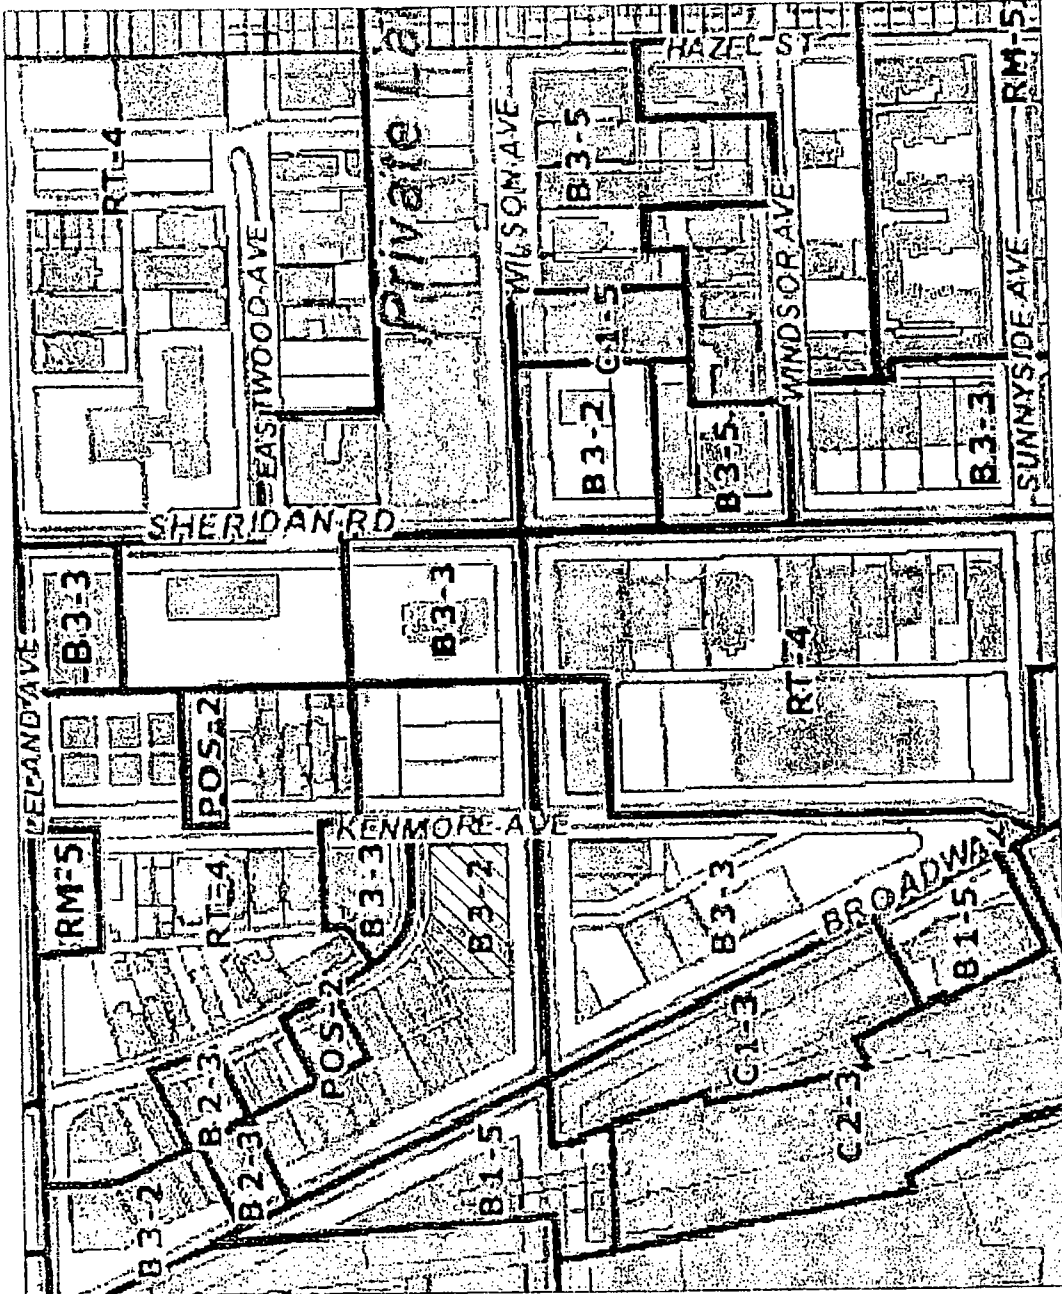 HAZEL ST
RM-5
RT-4
Private
WILSON AVE
B3-5
EASTWOOD AVE
WINDSOR AVE
C1-5
B3-2
B3-5
B3-3
SUNNYSIDE AVE
SHERIDAN RD
B3-3
B3-3
LELAND AVE
RT-4
POS-2
KENMORE AVE
RM-5
RT-4
B3-3
B3-2
B3-3
BROADWA
B1-5
POS-2
B2-3
C1-3
C2-3
B2-3
B1-5
B3-2